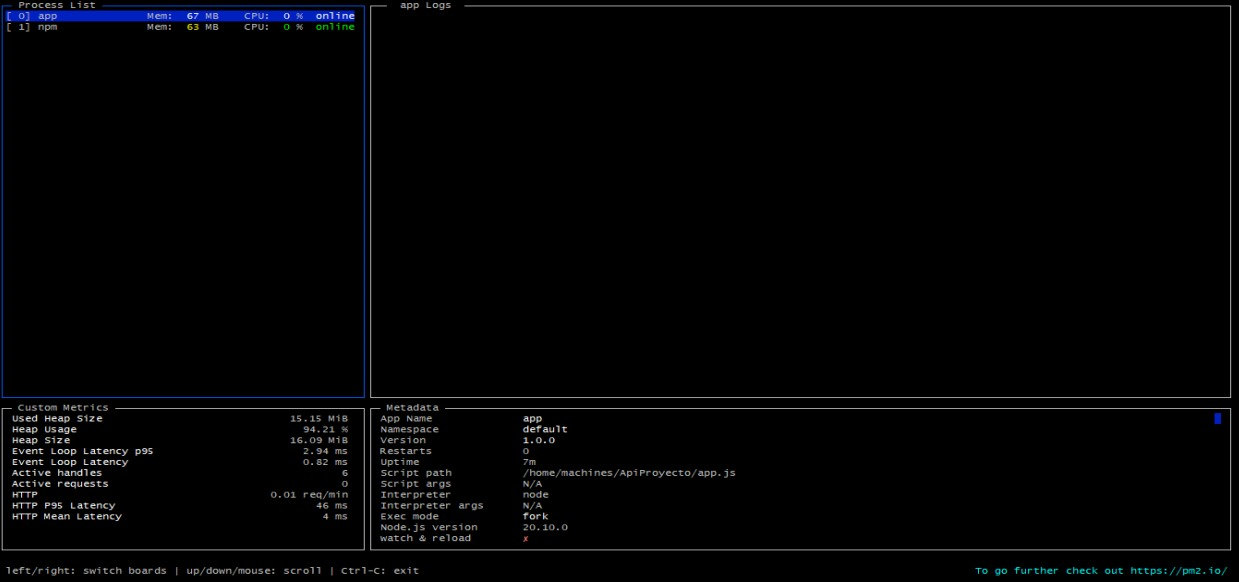 Process List
[ 0] app Mem: 67 MB CPU: 0 % online
[ 1] npm Mem: 63 MB CPU: 0 % online
app Logs
Custom Metrics
Used Heap Size 15.15 MiB
Heap Usage 94.21 %
Heap Size 16.09 MiB
Event Loop Latency p95 2.94 ms
Event Loop Latency 0.82 ms
Active handles 6
Active requests 0
HTTP 0.01 req/min
HTTP P95 Latency 46 ms
HTTP Mean Latency 4 ms
Metadata
App Name app
Namespace default
Version 1.0.0
Restarts 0
Uptime 7m
Script path /home/machines/ApiProyecto/app.js
Script args N/A
Interpreter node
Interpreter args N/A
Exec mode fork
Node.js version 20.10.0
watch & reload ✗
left/right: switch boards | up/down/mouse: scroll | Ctrl-C: exit
To go further check out https://pm2.io/